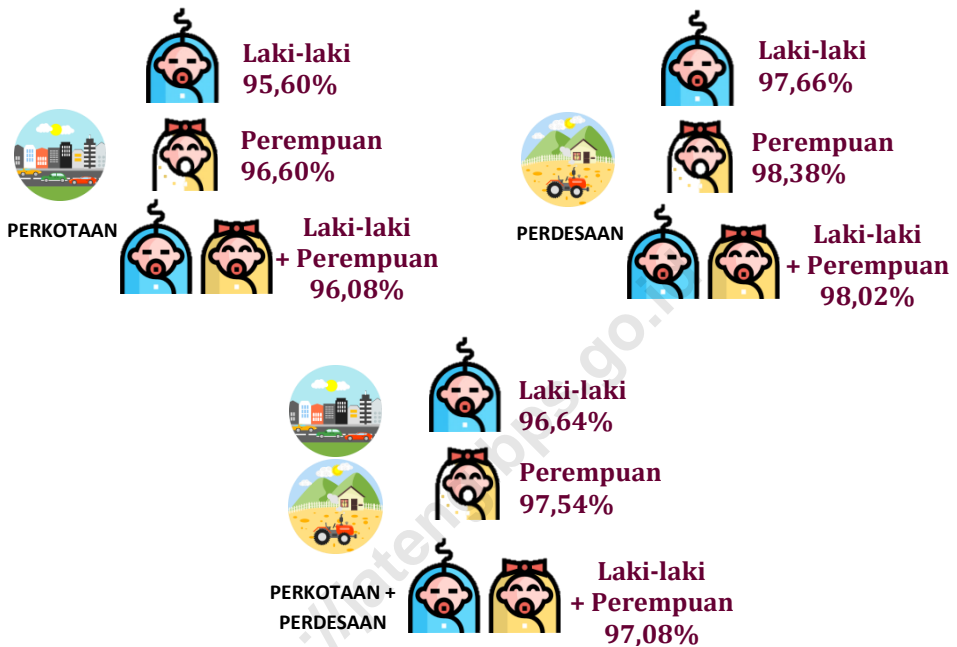 Laki-laki
95,60%
Perempuan
96,60%
PERKOTAAN
Laki-laki
+ Perempuan
96,08%
Laki-laki
97,66%
Perempuan
98,38%
PERDESAAN
Laki-laki
+ Perempuan
98,02%
Laki-laki
96,64%
Perempuan
97,54%
PERKOTAAN +
PERDESAAN
Laki-laki
+ Perempuan
97,08%